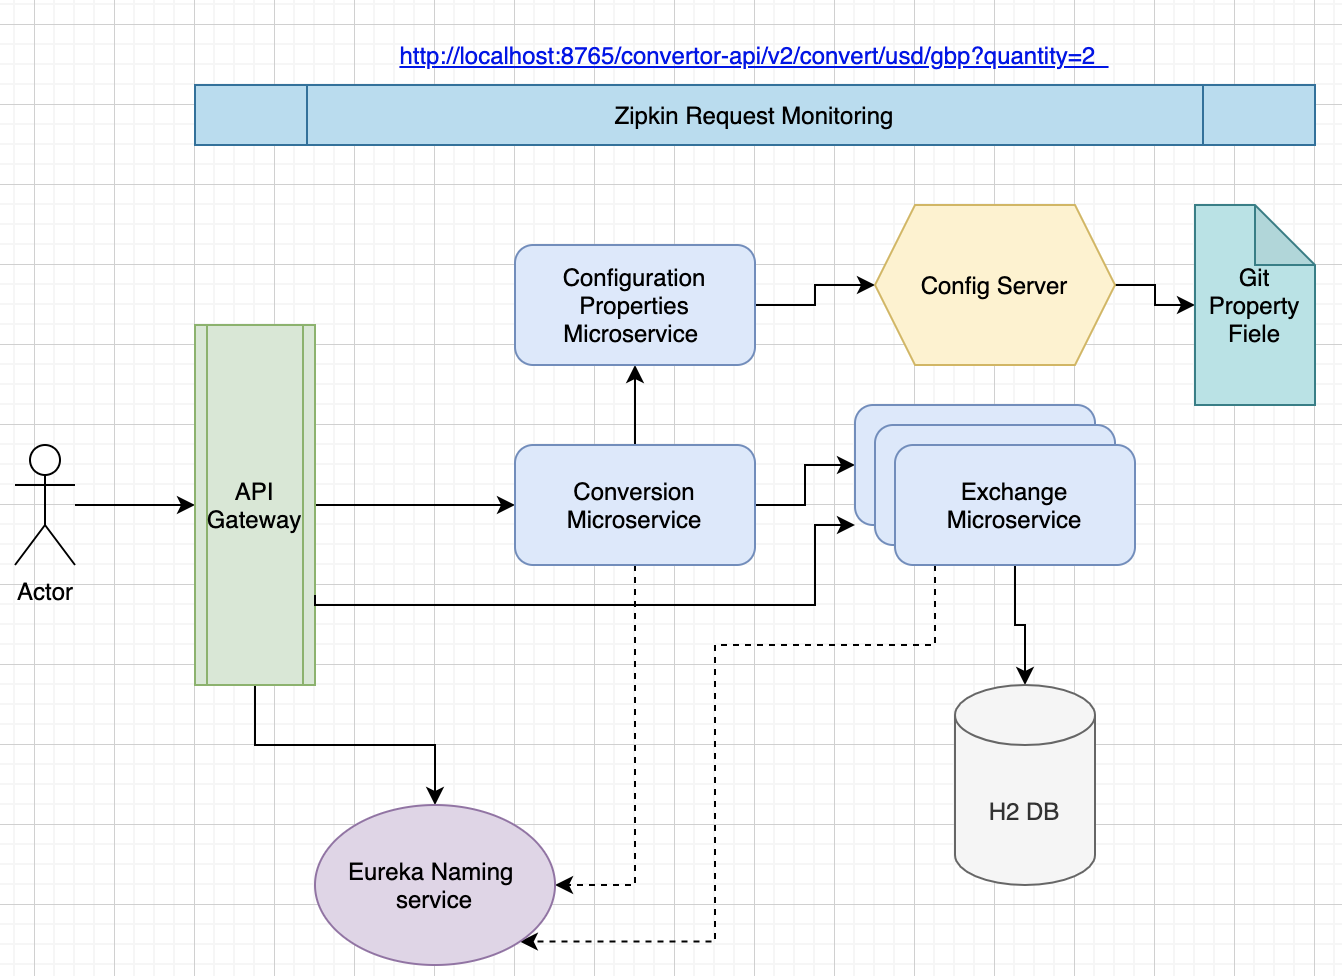 http://localhost:8765/convertor-api/v2/convert/usd/gbp?quantity=2
Zipkin Request Monitoring
Configuration
Properties
Microservice
Config Server
Git
Property
Fiele
API
Gateway
Conversion
Microservice
Exchange
Microservice
Actor
H2 DB
Eureka Naming
service